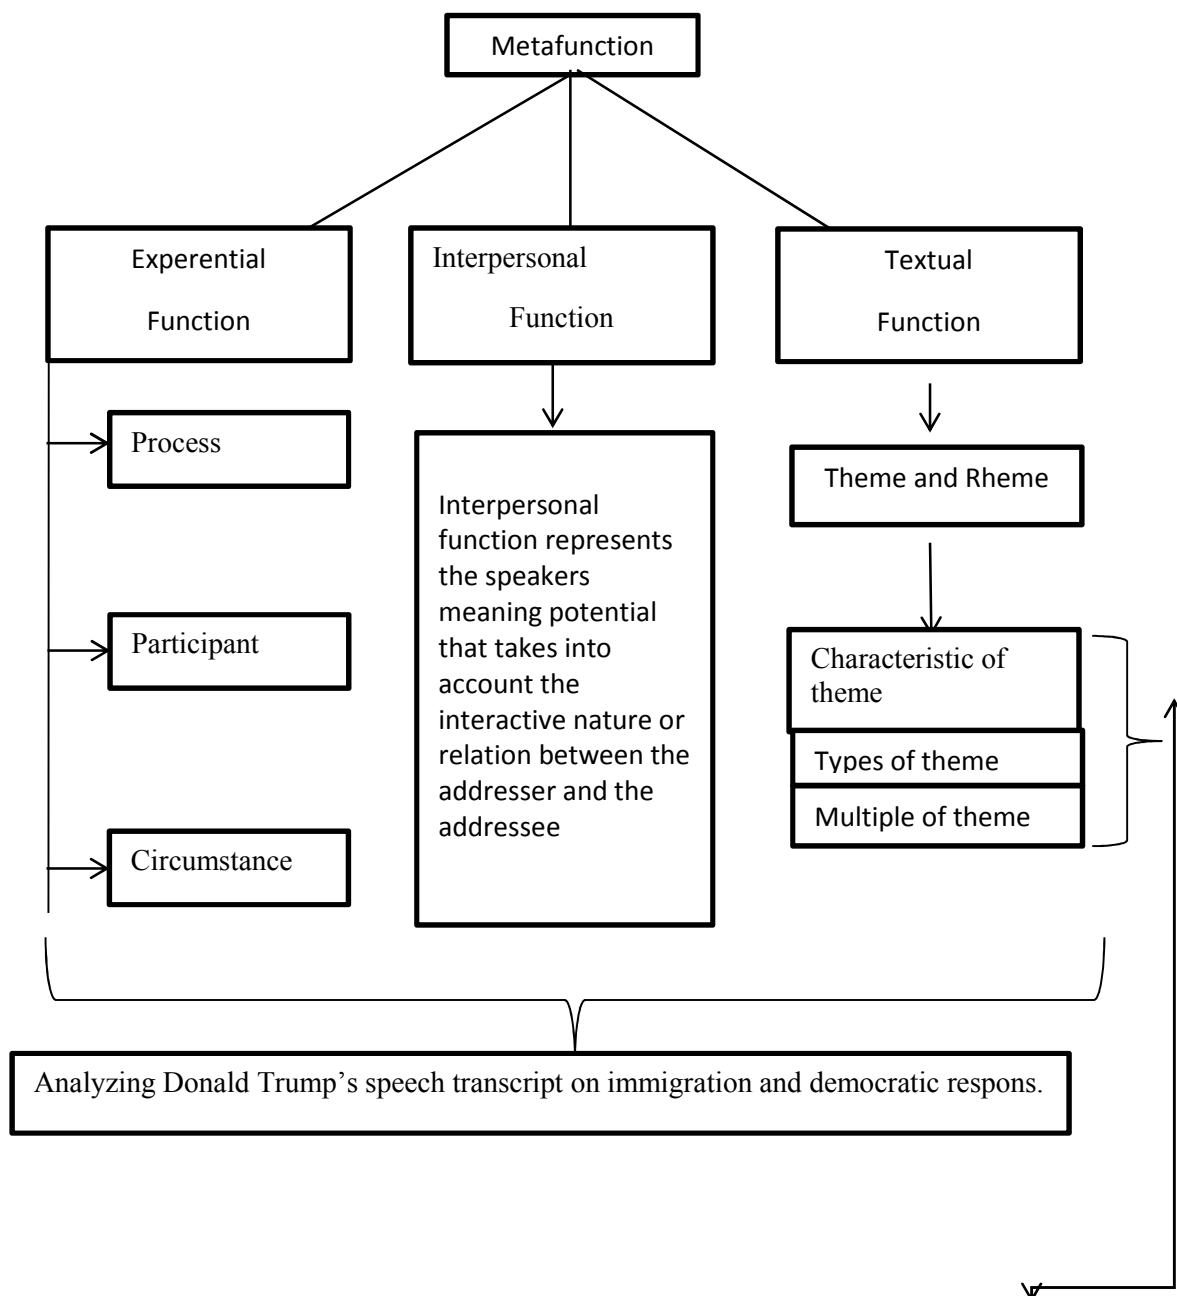 Metafunction
Experential
Function
Interpersonal
Function
Textual
Function
Process
Participant
Circumstance
Interpersonal
function represents
the speakers
meaning potential
that takes into
account the
interactive nature or
relation between the
addresser and the
addressee
Theme and Rheme
Characteristic of
theme
Types of theme
Multiple of theme
Analyzing Donald Trump’s speech transcript on immigration and democratic respons.